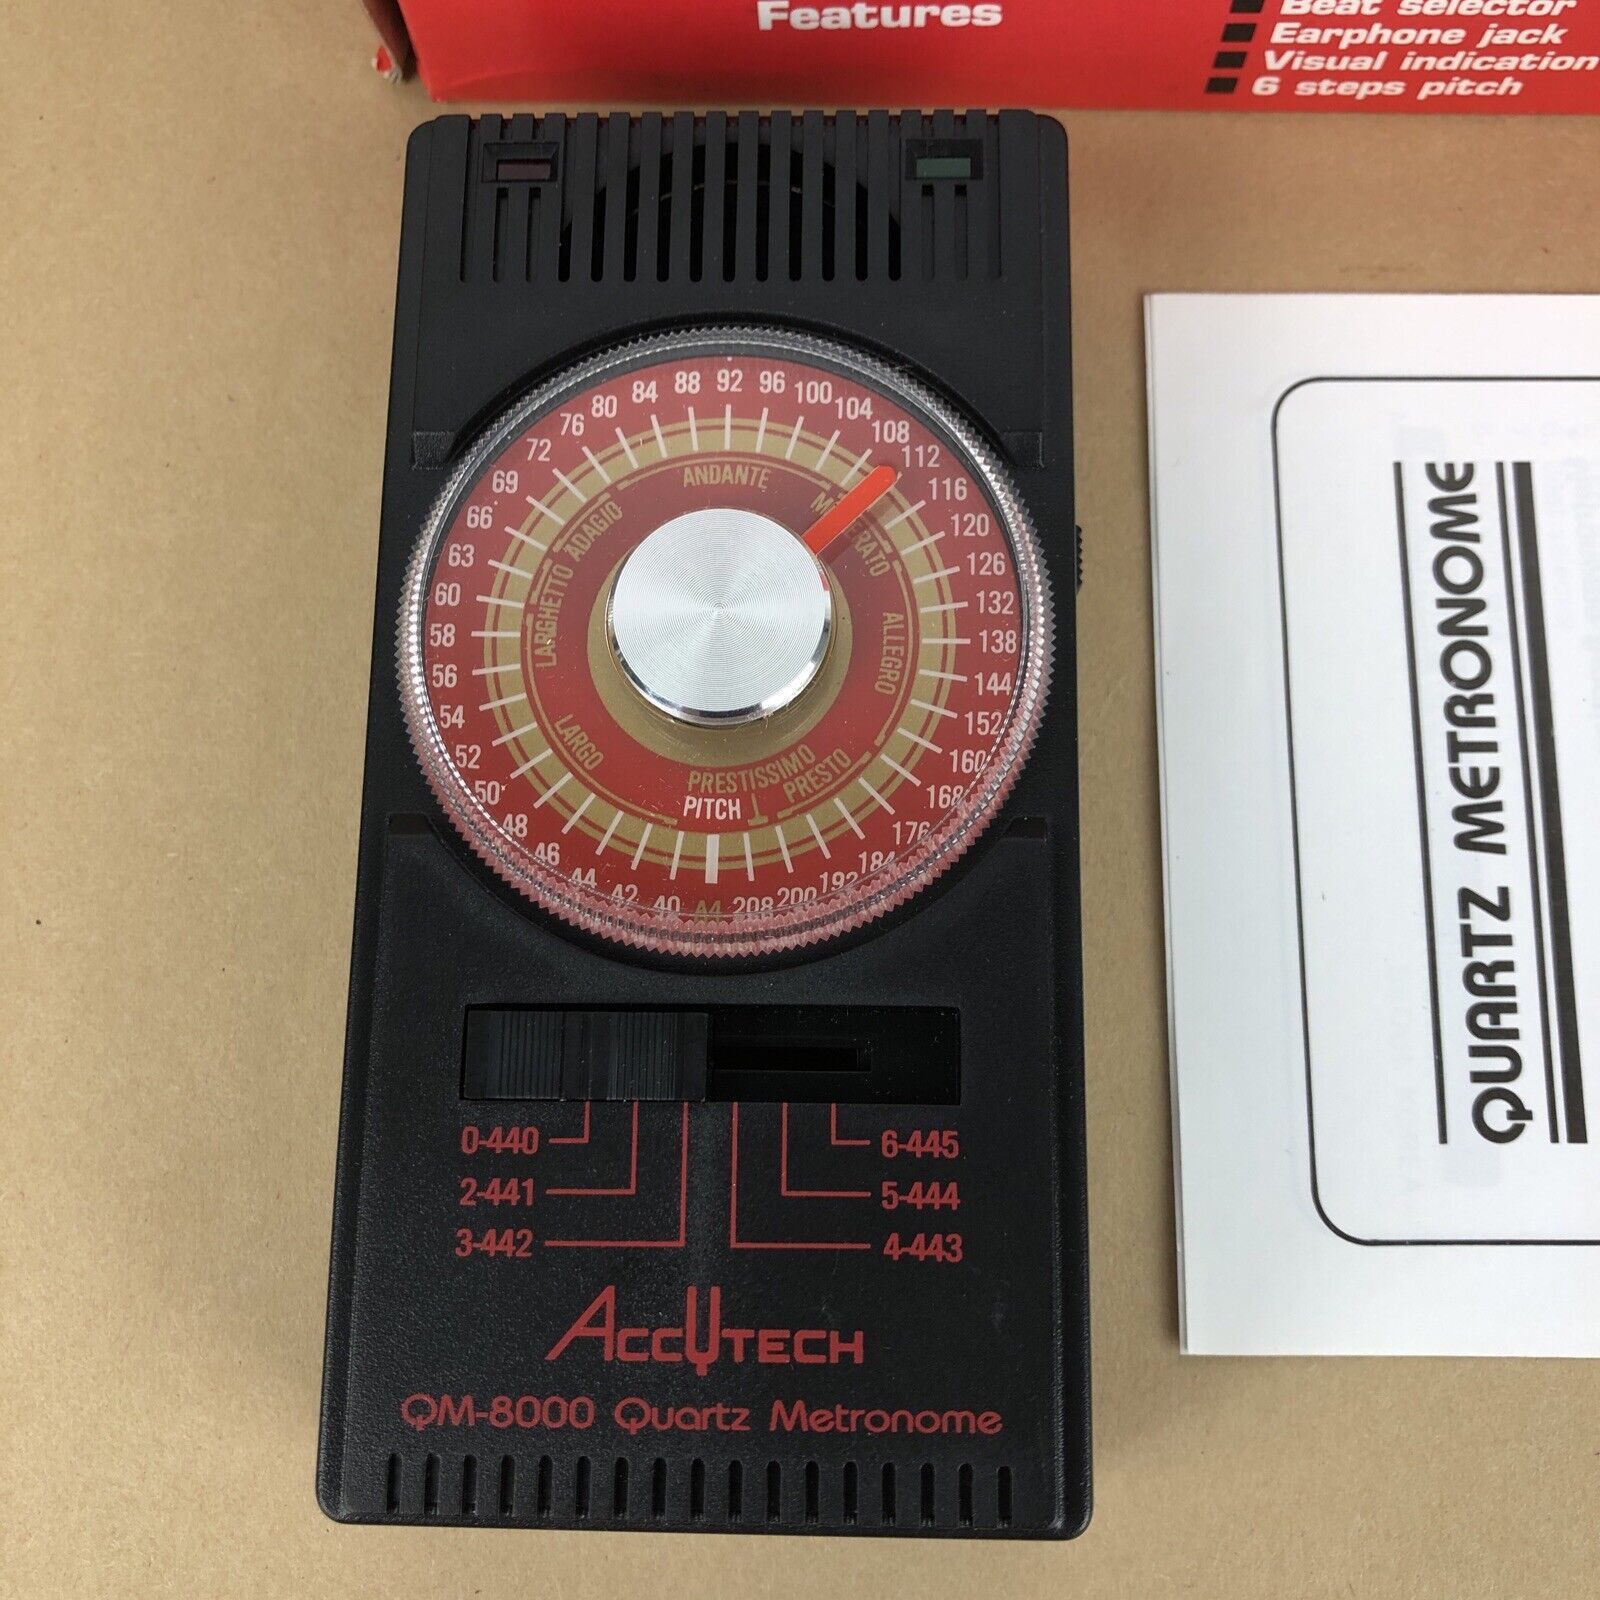 Features
Beat selector
Earphone jack
Visual indication
6 steps pitch
40 42 44 46 48 50 52 54 56 58 60 63 66 69 72 76 80 84 88 92 96 100 104 108 112 116 120 126 132 138 144 152 160 168 176 184 192 200 208 A4
LARGO
LARGHETTO
ADAGIO
ANDANTE
ALLEGRO
PRESTO
PRESTISSIMO
PITCH
0-440
2-441
3-442
6-445
5-444
4-443
ACCUTECH
QM-8000 Quartz Metronome
QUARTZ METRONOME